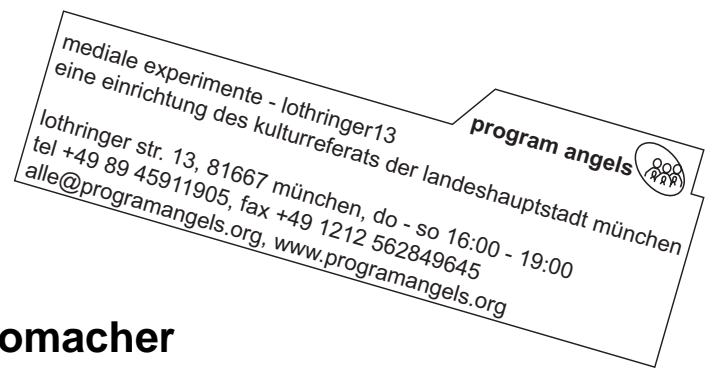 program angels
mediale experimente - lothringer13
eine einrichtung des kulturreferats der landeshauptstadt münchen
lothringer str. 13, 81667 münchen, do - so 16:00 - 19:00
tel +49 89 45911905, fax +49 1212 562849645
alle@programangels.org, www.programangels.org
omacher